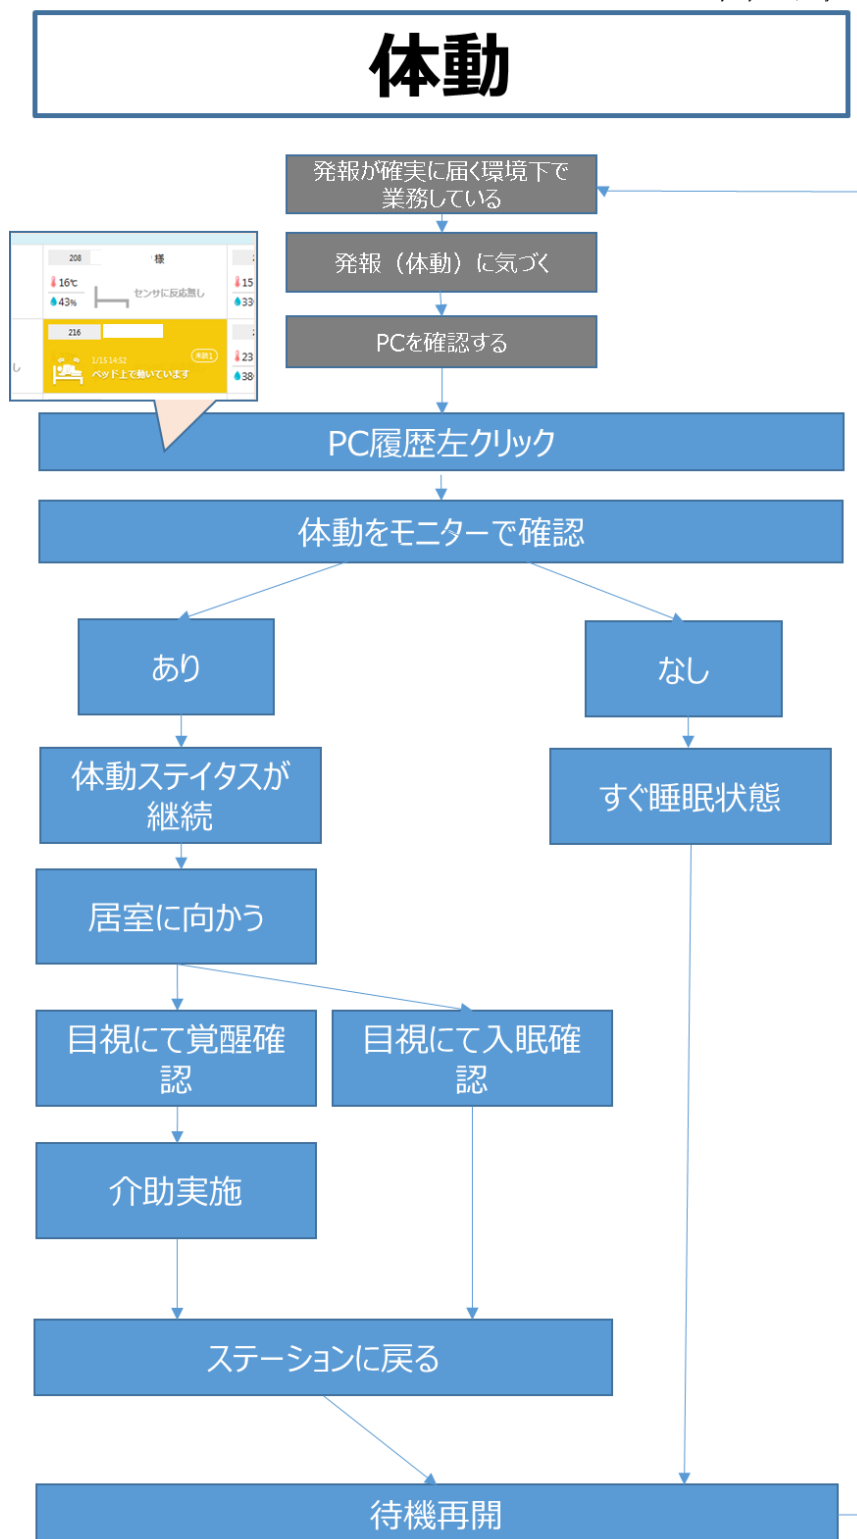 体動
発報が確実に届く環境下で
業務している
発報（体動）に気づく
PCを確認する
208
様
16℃
43%
センサに反応無し
15
33
216
1/15 14:52
未読1
ベッド上で動いています
23
38
し
PC履歴左クリック
体動をモニターで確認
あり
なし
体動ステイタスが
継続
すぐ睡眠状態
居室に向かう
目視にて覚醒確
認
目視にて入眠確
認
介助実施
ステーションに戻る
待機再開